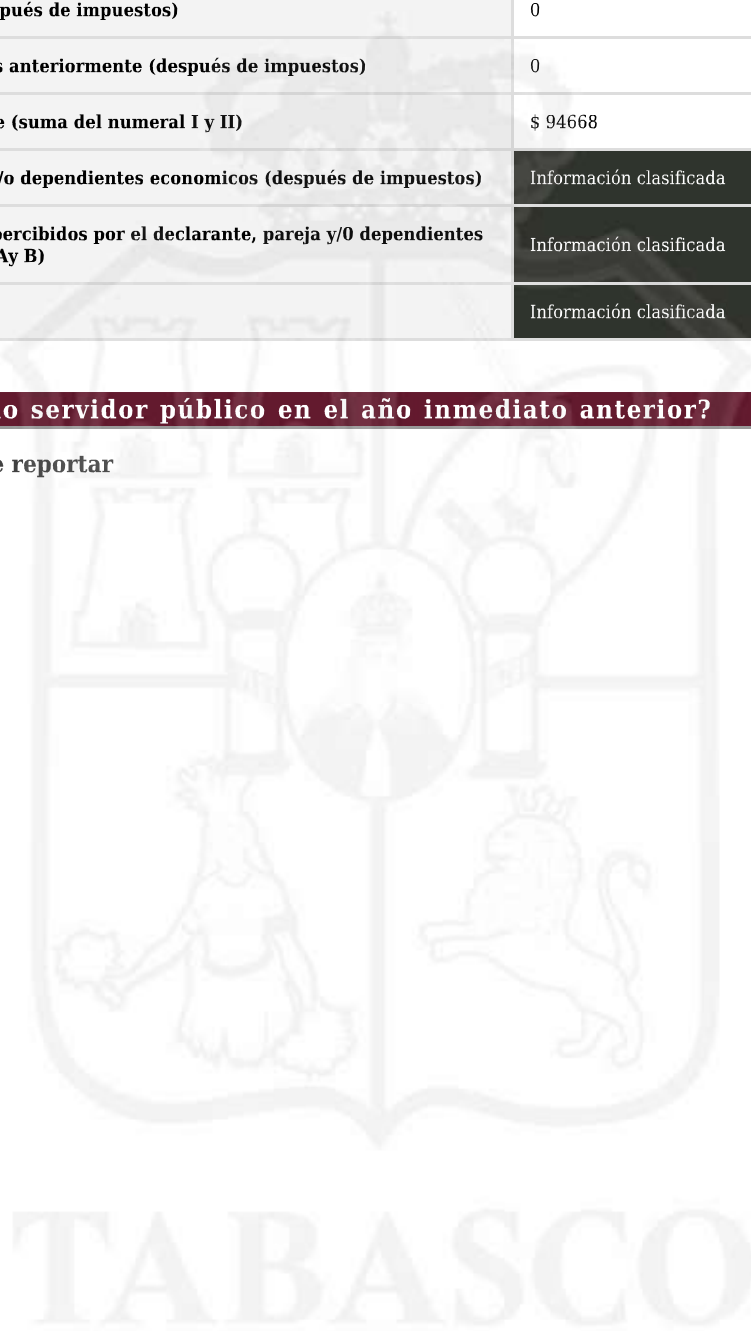 pués de impuestos)
0
s anteriormente (después de impuestos)
0
e (suma del numeral I y II)
$ 94668
/o dependientes economicos (después de impuestos)
Información clasificada
percibidos por el declarante, pareja y/0 dependientes
Ay B)
Información clasificada
Información clasificada
o servidor público en el año inmediato anterior?
e reportar
TABASCO